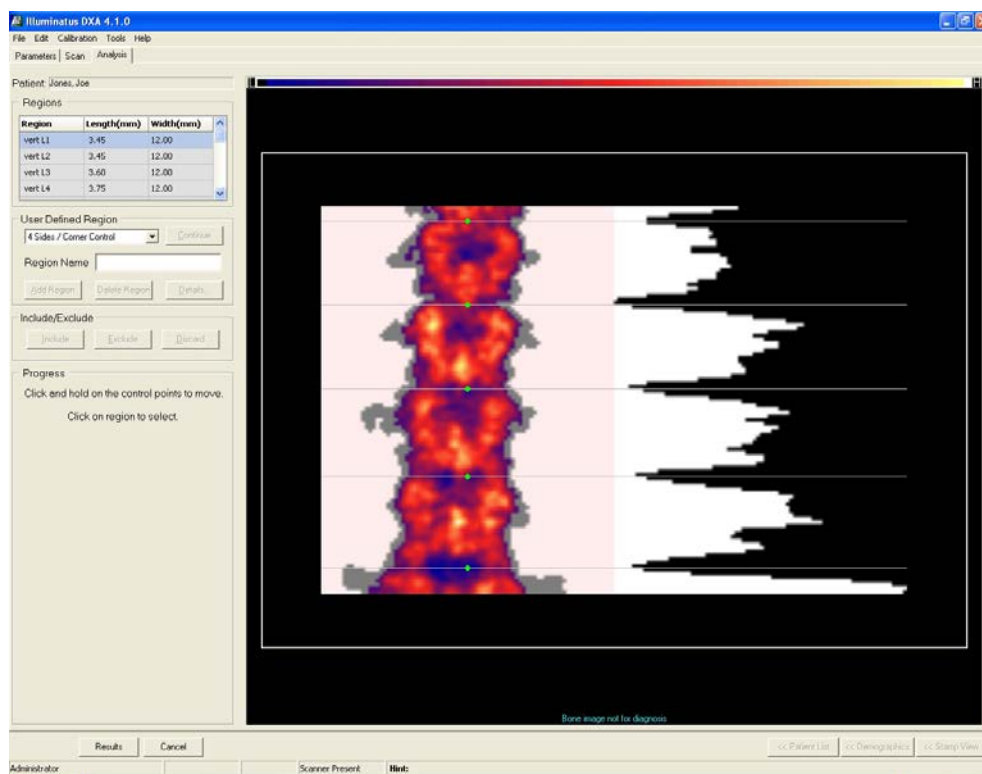 Illuminatus DXA 4.1.0
File Edit Calibration Tools Help
Parameters Scan Analysis
Patient Jones, Joe
Regions
Region Length(mm) Width(mm)
vert L1 3.45 12.00
vert L2 3.45 12.00
vert L3 3.60 12.00
vert L4 3.75 12.00
User Defined Region
4 Sides / Corner Control Continue
Region Name
Add Region Delete Region Details
Include/Exclude
Include Exclude Discard
Progress
Click and hold on the control points to move.
Click on region to select.
Bone image not for diagnosis
Results Cancel << Patient List << Demographics << Stamp View
Administrator Scanner Present Hint: